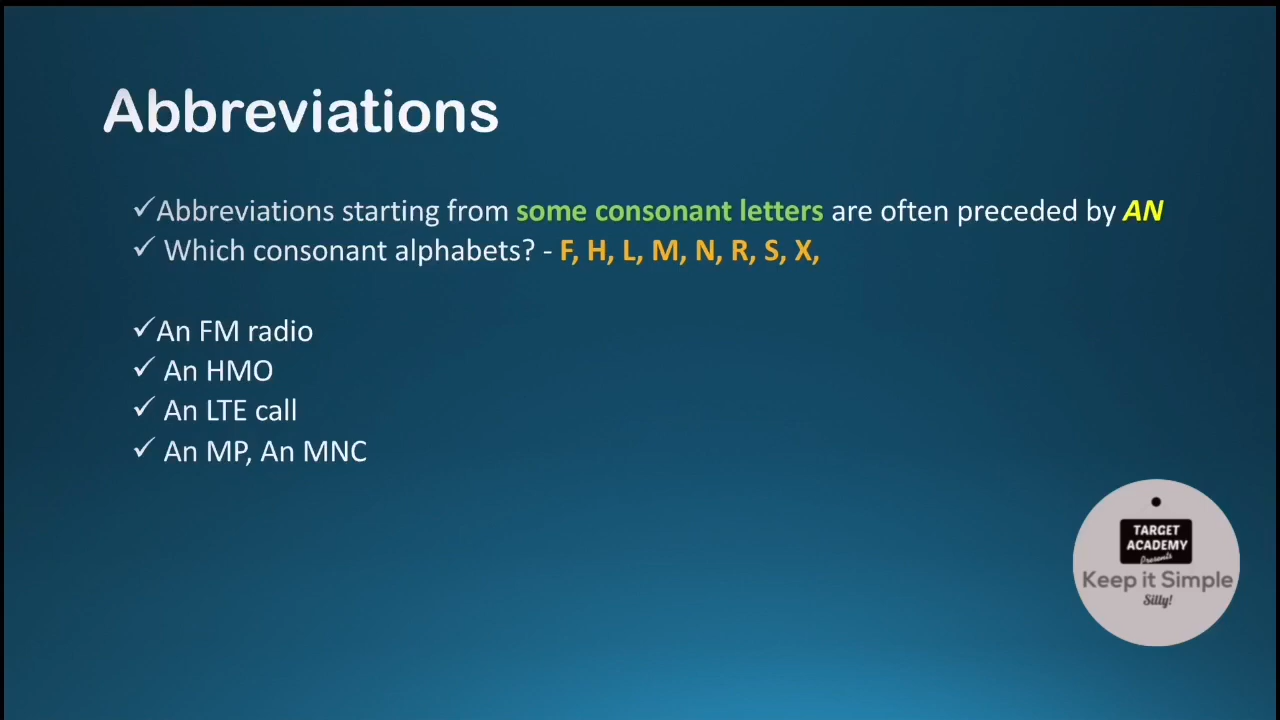 Abbreviations
✓Abbreviations starting from some consonant letters are often preceded by AN
✓ Which consonant alphabets? - F, H, L, M, N, R, S, X,
✓An FM radio
✓ An HMO
✓ An LTE call
✓ An MP, An MNC
TARGET
ACADEMY
Presents
Keep it Simple
Silly!